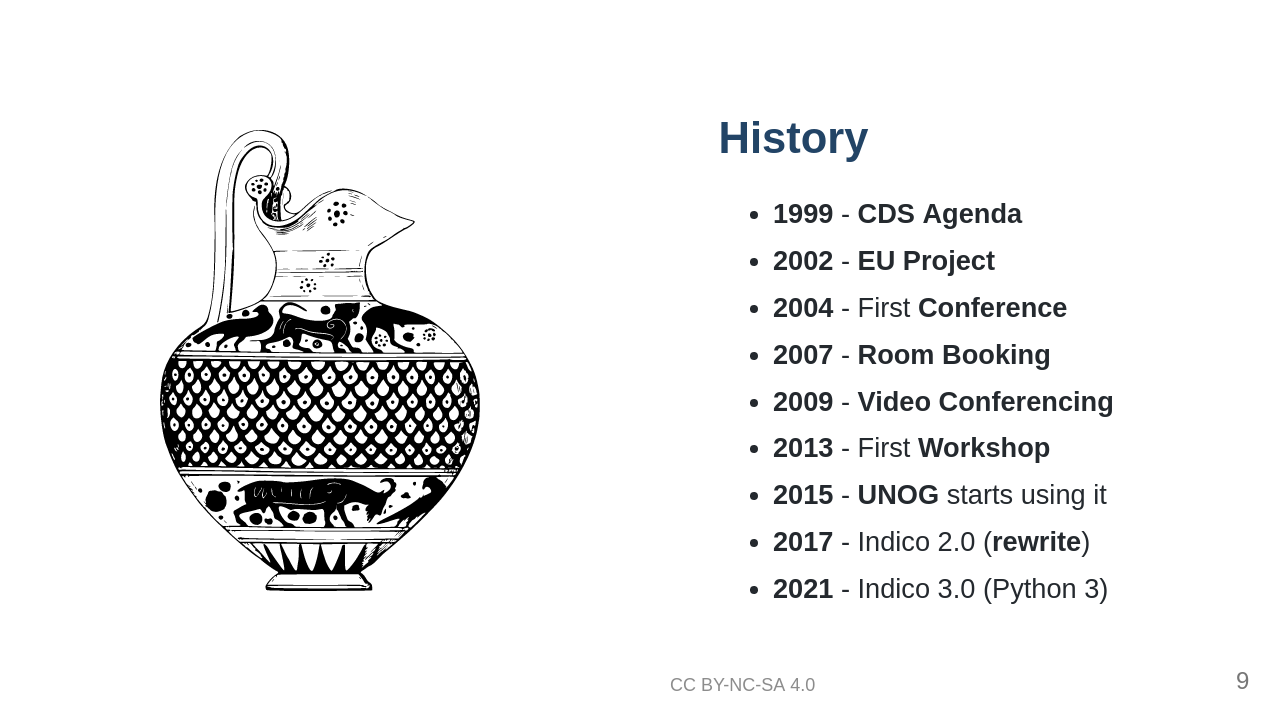 History
1999 - CDS Agenda
2002 - EU Project
2004 - First Conference
2007 - Room Booking
2009 - Video Conferencing
2013 - First Workshop
2015 - UNOG starts using it
2017 - Indico 2.0 (rewrite)
2021 - Indico 3.0 (Python 3)
CC BY-NC-SA 4.0
9